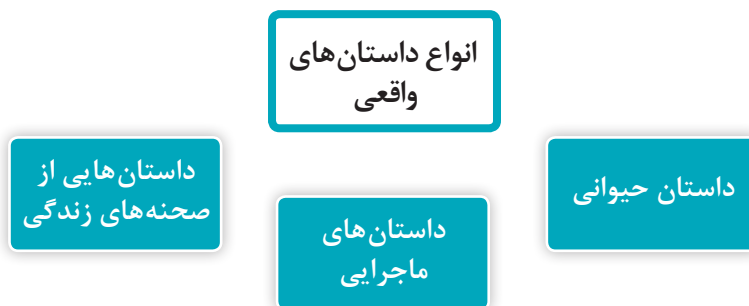 انواع داستان‌های
واقعی
داستان حیوانی
داستان‌های
ماجرایی
داستان‌هایی از
صحنه‌های زندگی